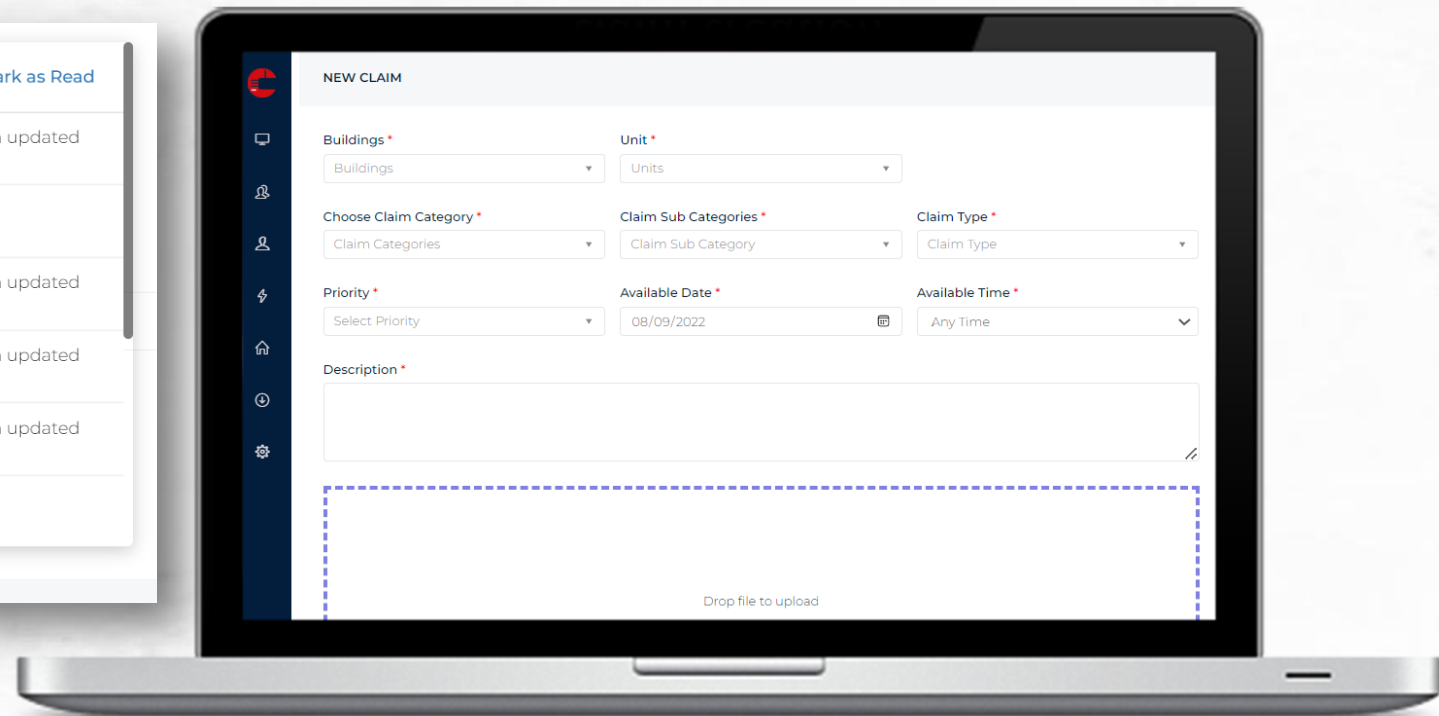 ark as Read
updated
updated
updated
updated
NEW CLAIM
Buildings *
Unit *
Buildings
Units
Choose Claim Category *
Claim Sub Categories *
Claim Type *
Claim Categories
Claim Sub Category
Claim Type
Priority *
Available Date *
Available Time *
Select Priority
08/09/2022
Any Time
Description *
Drop file to upload